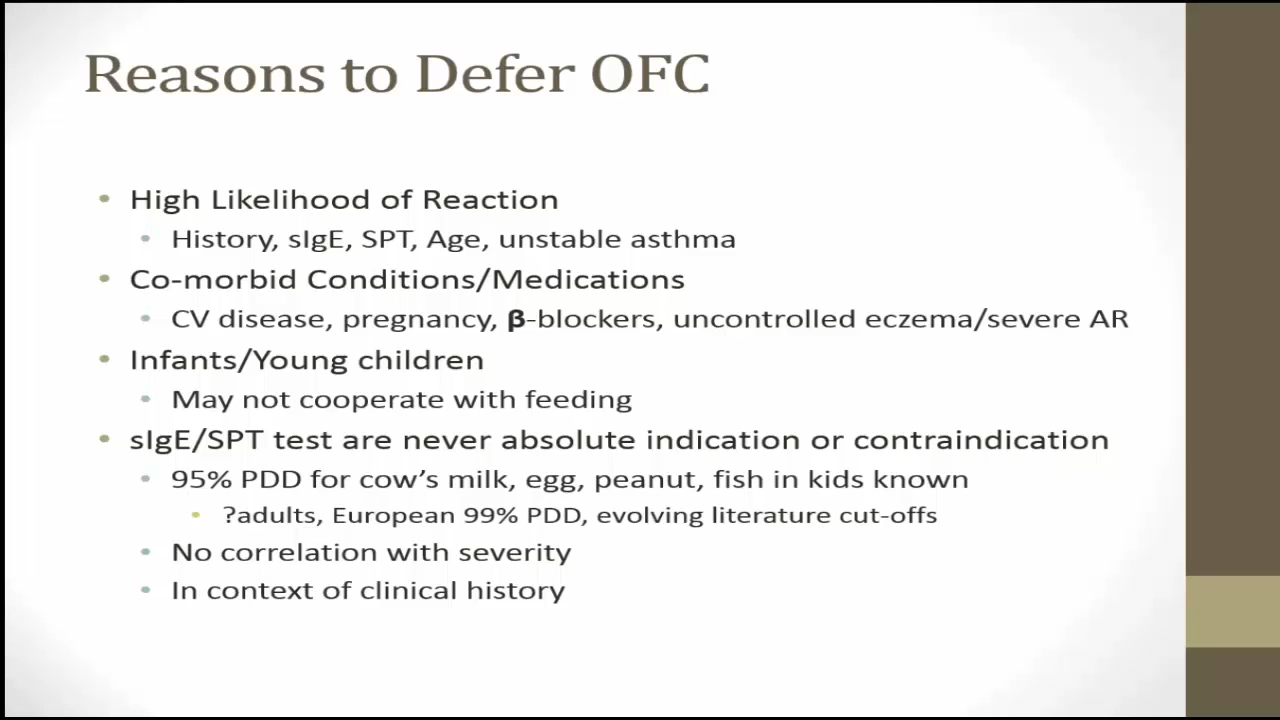 Reasons to Defer OFC
• High Likelihood of Reaction
• History, sIgE, SPT, Age, unstable asthma
• Co-morbid Conditions/Medications
• CV disease, pregnancy, β-blockers, uncontrolled eczema/severe AR
• Infants/Young children
• May not cooperate with feeding
• sIgE/SPT test are never absolute indication or contraindication
• 95% PDD for cow’s milk, egg, peanut, fish in kids known
• ?adults, European 99% PDD, evolving literature cut-offs
• No correlation with severity
• In context of clinical history